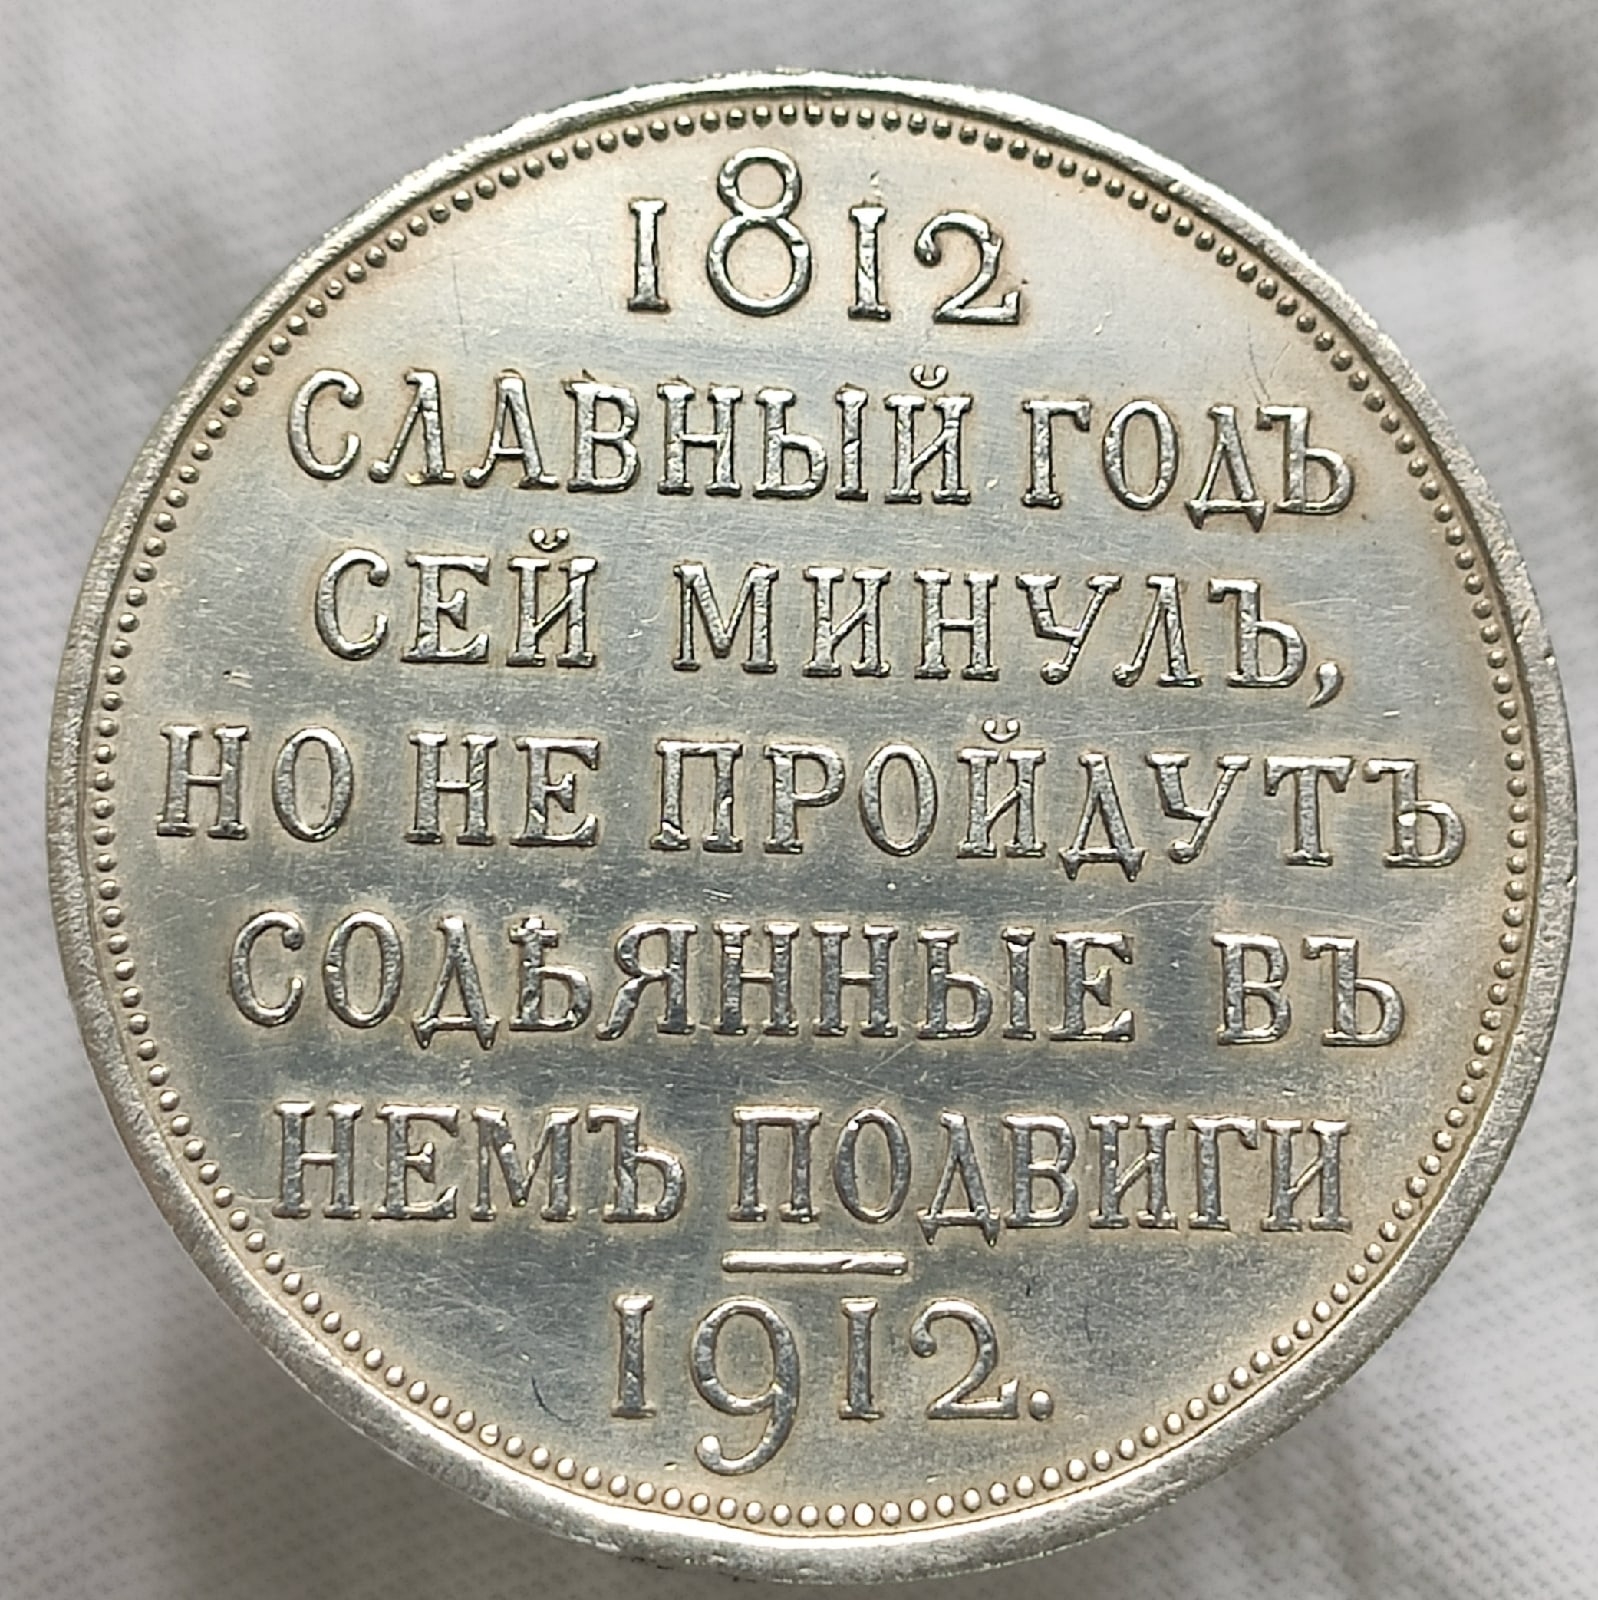 1812
СЛАВНЫЙ ГОДЪ
СЕЙ МИНУЛЪ,
НО НЕ ПРОЙДУТЪ
СОДѢЯННЫЕ ВЪ
НЕМЪ ПОДВИГИ
1912.